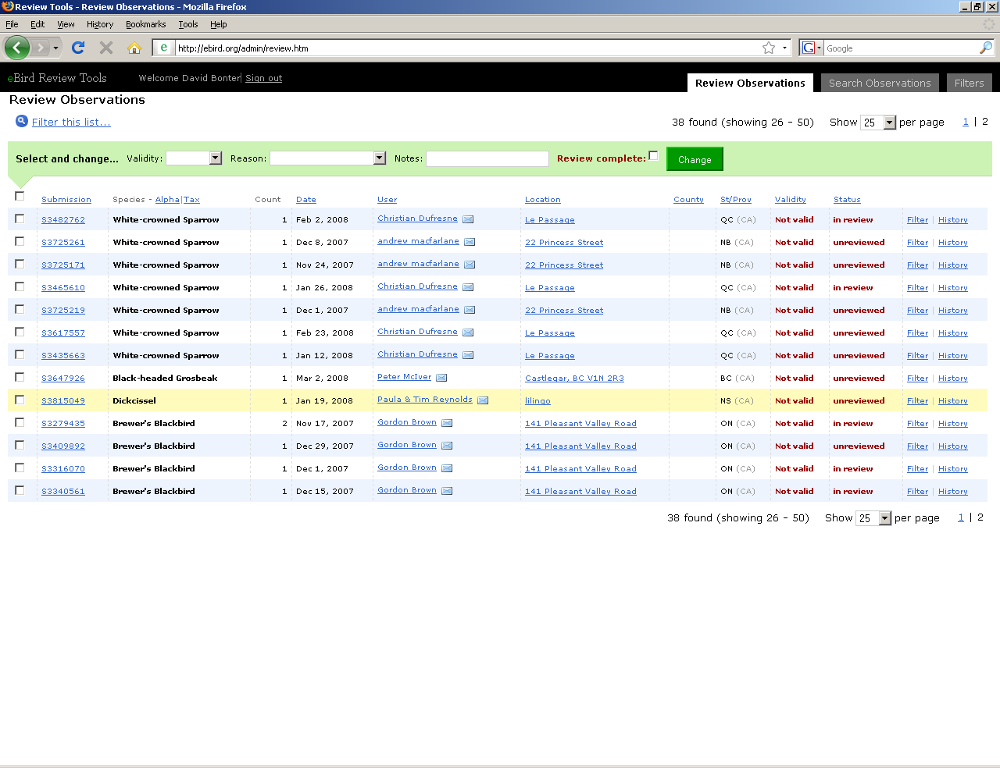 Review Tools - Review Observations - Mozilla Firefox
File Edit View History Bookmarks Tools Help
http://ebird.org/admin/review.htm Google
eBird Review Tools Welcome David Bonter| Sign out Review Observations Search Observations Filters
Review Observations
Filter this list... 38 found (showing 26 - 50) Show 25 per page 1 | 2
Select and change... Validity: Reason: Notes: Review complete: Change
Submission Species - Alpha|Tax Count Date User Location County St/Prov Validity Status
S3482762 White-crowned Sparrow 1 Feb 2, 2008 Christian Dufresne Le Passage QC (CA) Not valid in review Filter | History
S3725261 White-crowned Sparrow 1 Dec 8, 2007 andrew macfarlane 22 Princess Street NB (CA) Not valid unreviewed Filter | History
S3725171 White-crowned Sparrow 1 Nov 24, 2007 andrew macfarlane 22 Princess Street NB (CA) Not valid unreviewed Filter | History
S3465610 White-crowned Sparrow 1 Jan 26, 2008 Christian Dufresne Le Passage QC (CA) Not valid in review Filter | History
S3725219 White-crowned Sparrow 1 Dec 1, 2007 andrew macfarlane 22 Princess Street NB (CA) Not valid unreviewed Filter | History
S3617557 White-crowned Sparrow 1 Feb 23, 2008 Christian Dufresne Le Passage QC (CA) Not valid unreviewed Filter | History
S3435663 White-crowned Sparrow 1 Jan 12, 2008 Christian Dufresne Le Passage QC (CA) Not valid unreviewed Filter | History
S3647926 Black-headed Grosbeak 1 Mar 2, 2008 Peter McIver Castlegar, BC V1N 2R3 BC (CA) Not valid unreviewed Filter | History
S3815049 Dickcissel 1 Jan 19, 2008 Paula & Tim Reynolds lilingo NS (CA) Not valid unreviewed Filter | History
S3279435 Brewer's Blackbird 2 Nov 17, 2007 Gordon Brown 141 Pleasant Valley Road ON (CA) Not valid in review Filter | History
S3409892 Brewer's Blackbird 1 Dec 29, 2007 Gordon Brown 141 Pleasant Valley Road ON (CA) Not valid unreviewed Filter | History
S3316070 Brewer's Blackbird 1 Dec 1, 2007 Gordon Brown 141 Pleasant Valley Road ON (CA) Not valid in review Filter | History
S3340561 Brewer's Blackbird 1 Dec 15, 2007 Gordon Brown 141 Pleasant Valley Road ON (CA) Not valid in review Filter | History
38 found (showing 26 - 50) Show 25 per page 1 | 2